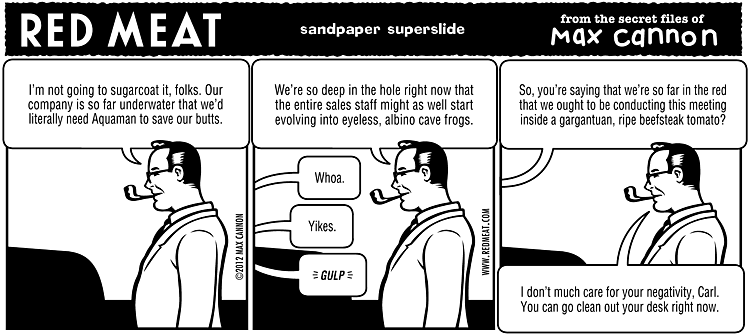 RED MEAT
sandpaper superslide
from the secret files of
Max cannon
I'm not going to sugarcoat it, folks. Our
company is so far underwater that we'd
literally need Aquaman to save our butts.
©2012 MAX CANNON
We're so deep in the hole right now that
the entire sales staff might as well start
evolving into eyeless, albino cave frogs.
Whoa.
Yikes.
GULP
WWW.REDMEAT.COM
So, you're saying that we're so far in the red
that we ought to be conducting this meeting
inside a gargantuan, ripe beefsteak tomato?
I don't much care for your negativity, Carl.
You can go clean out your desk right now.